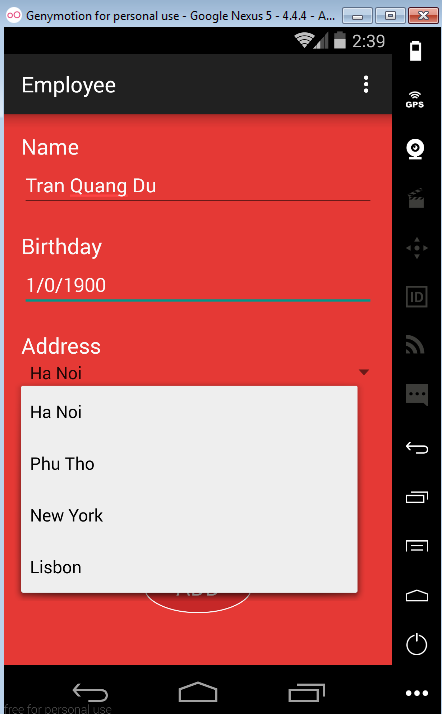 Genymotion for personal use - Google Nexus 5 - 4.4.4 - A...
2:39
Employee
GPS
Name
Tran Quang Du
Birthday
1/0/1900
ID
Address
Ha Noi
Ha Noi
Phu Tho
New York
Lisbon
ADD
free for personal use